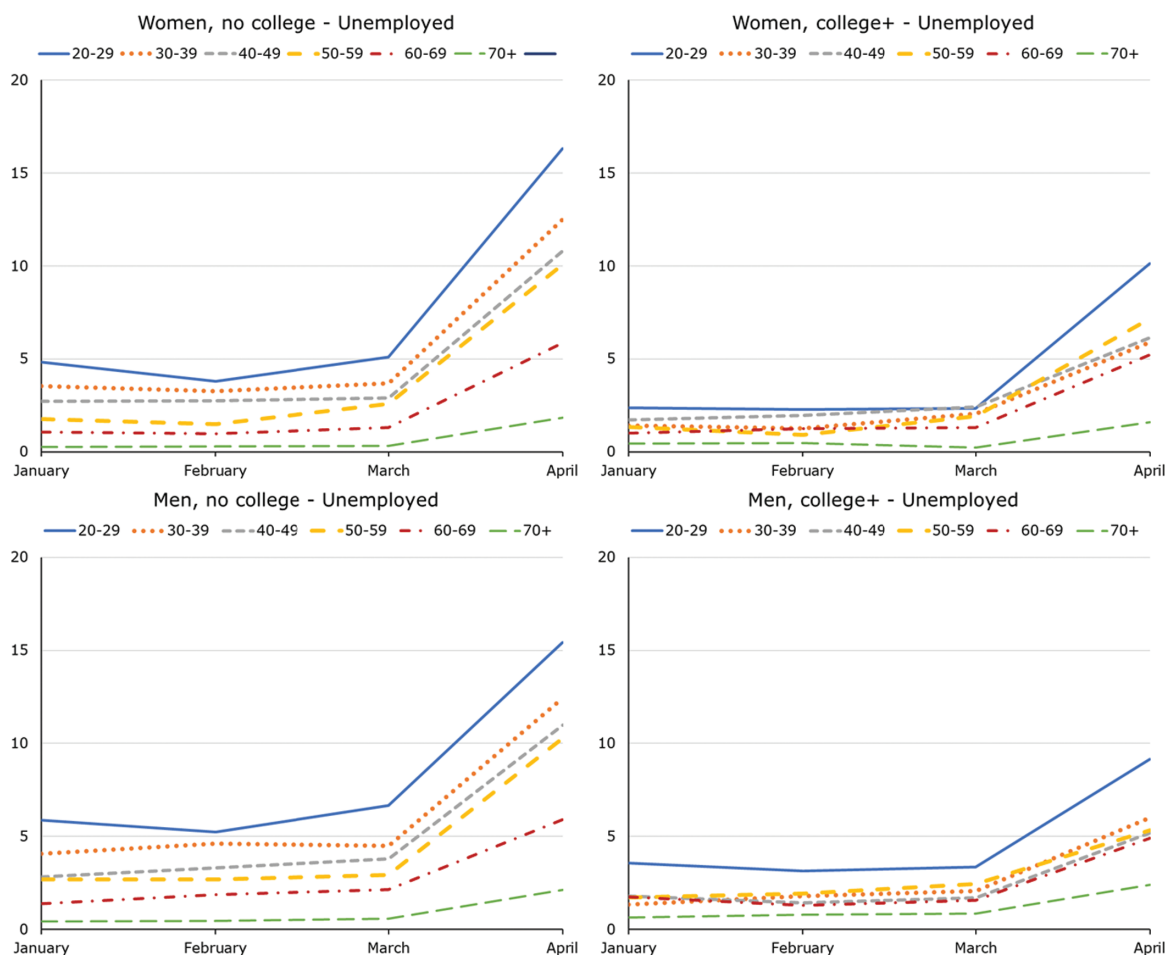 Women, no college - Unemployed
20-29 30-39 40-49 50-59 60-69 70+
20
15
10
5
0
January February March April
Women, college+ - Unemployed
20-29 30-39 40-49 50-59 60-69 70+
20
15
10
5
0
January February March April
Men, no college - Unemployed
20-29 30-39 40-49 50-59 60-69 70+
20
15
10
5
0
January February March April
Men, college+ - Unemployed
20-29 30-39 40-49 50-59 60-69 70+
20
15
10
5
0
January February March April